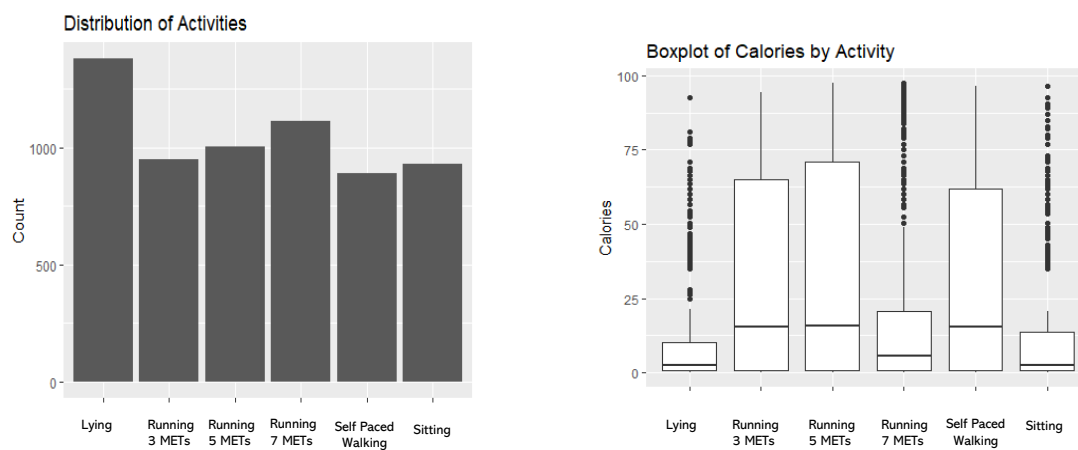 Distribution of Activities
Count
1000
500
0
Lying
Running
3 METs
Running
5 METs
Running
7 METs
Self Paced
Walking
Sitting
Boxplot of Calories by Activity
Calories
100
75
50
25
0
Lying
Running
3 METs
Running
5 METs
Running
7 METs
Self Paced
Walking
Sitting